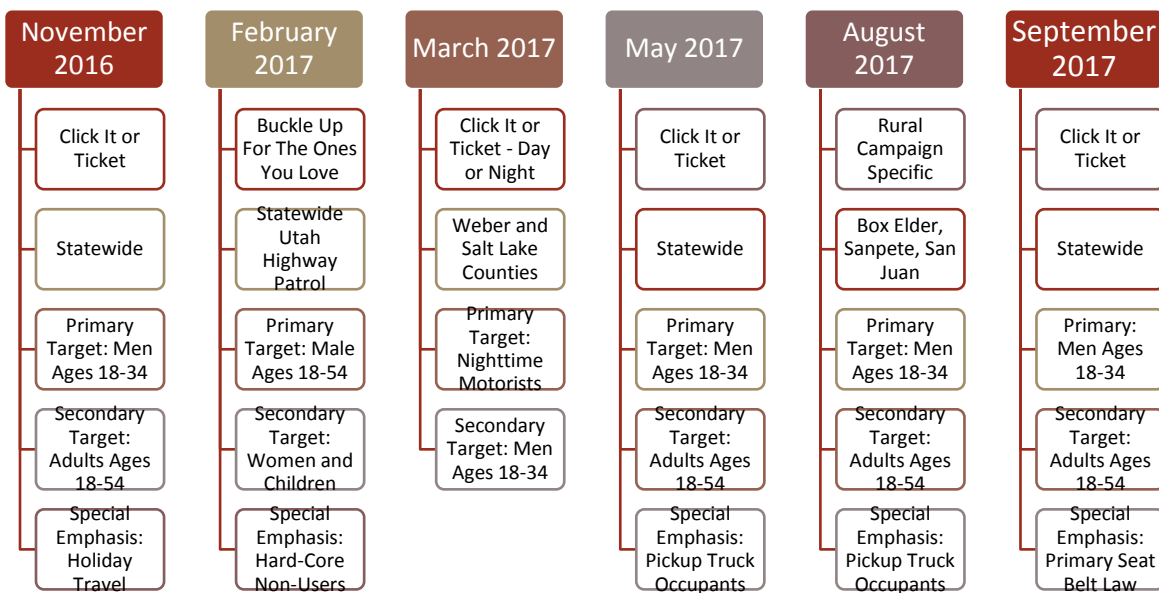 November
2016
Click It or
Ticket
Statewide
Primary
Target: Men
Ages 18-34
Secondary
Target:
Adults Ages
18-54
Special
Emphasis:
Holiday
Travel
February
2017
Buckle Up
For The Ones
You Love
Statewide
Utah
Highway
Patrol
Primary
Target: Male
Ages 18-54
Secondary
Target:
Women and
Children
Special
Emphasis:
Hard-Core
Non-Users
March 2017
Click It or
Ticket - Day
or Night
Weber and
Salt Lake
Counties
Primary
Target:
Nighttime
Motorists
Secondary
Target: Men
Ages 18-34
May 2017
Click It or
Ticket
Statewide
Primary
Target: Men
Ages 18-34
Secondary
Target:
Adults Ages
18-54
Special
Emphasis:
Pickup Truck
Occupants
August
2017
Rural
Campaign
Specific
Box Elder,
Sanpete, San
Juan
Primary
Target: Men
Ages 18-34
Secondary
Target:
Adults Ages
18-54
Special
Emphasis:
Pickup Truck
Occupants
September
2017
Click It or
Ticket
Statewide
Primary:
Men Ages
18-34
Secondary
Target:
Adults Ages
18-54
Special
Emphasis:
Primary Seat
Belt Law